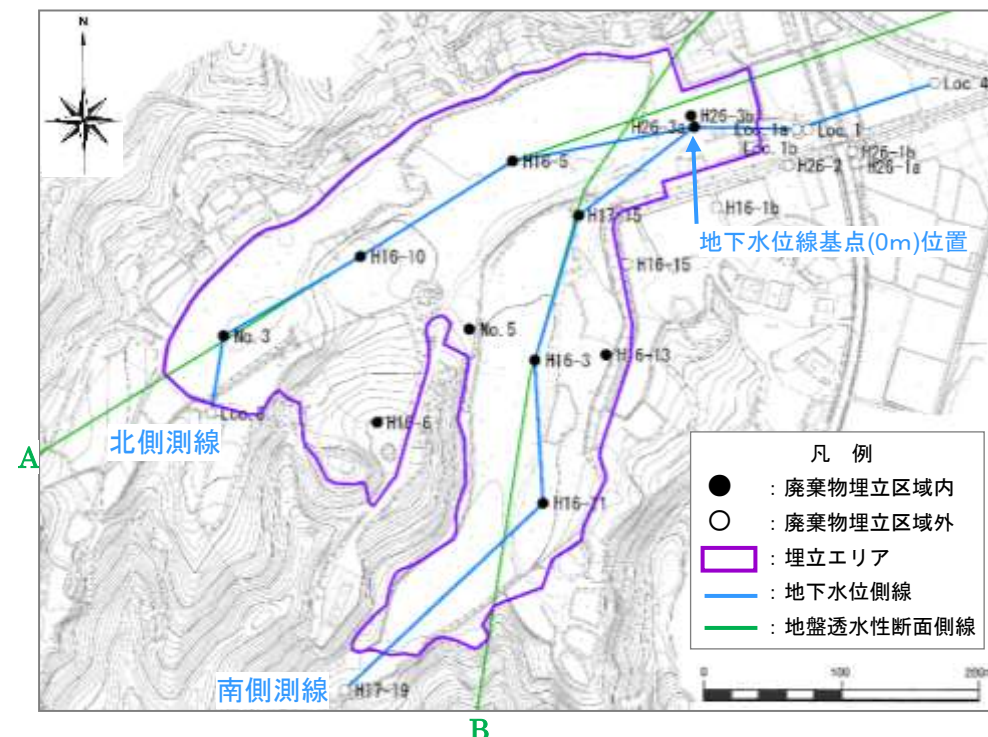 N
Loc. 4
H26-3b
H26-3a
Loc. 1a
Loc. 1
Loc. 1b
H26-1b
H26-2
H26-1a
H16-5
H16-1b
H17-15
地下水位線基点(0m)位置
H16-10
H16-15
No. 3
No. 5
H16-3
H16-13
H16-6
北側測線
A
H16-11
凡 例
：廃棄物埋立区域内
：廃棄物埋立区域外
：埋立エリア
：地下水位側線
：地盤透水性断面側線
0 100
南側測線
H17-19
B